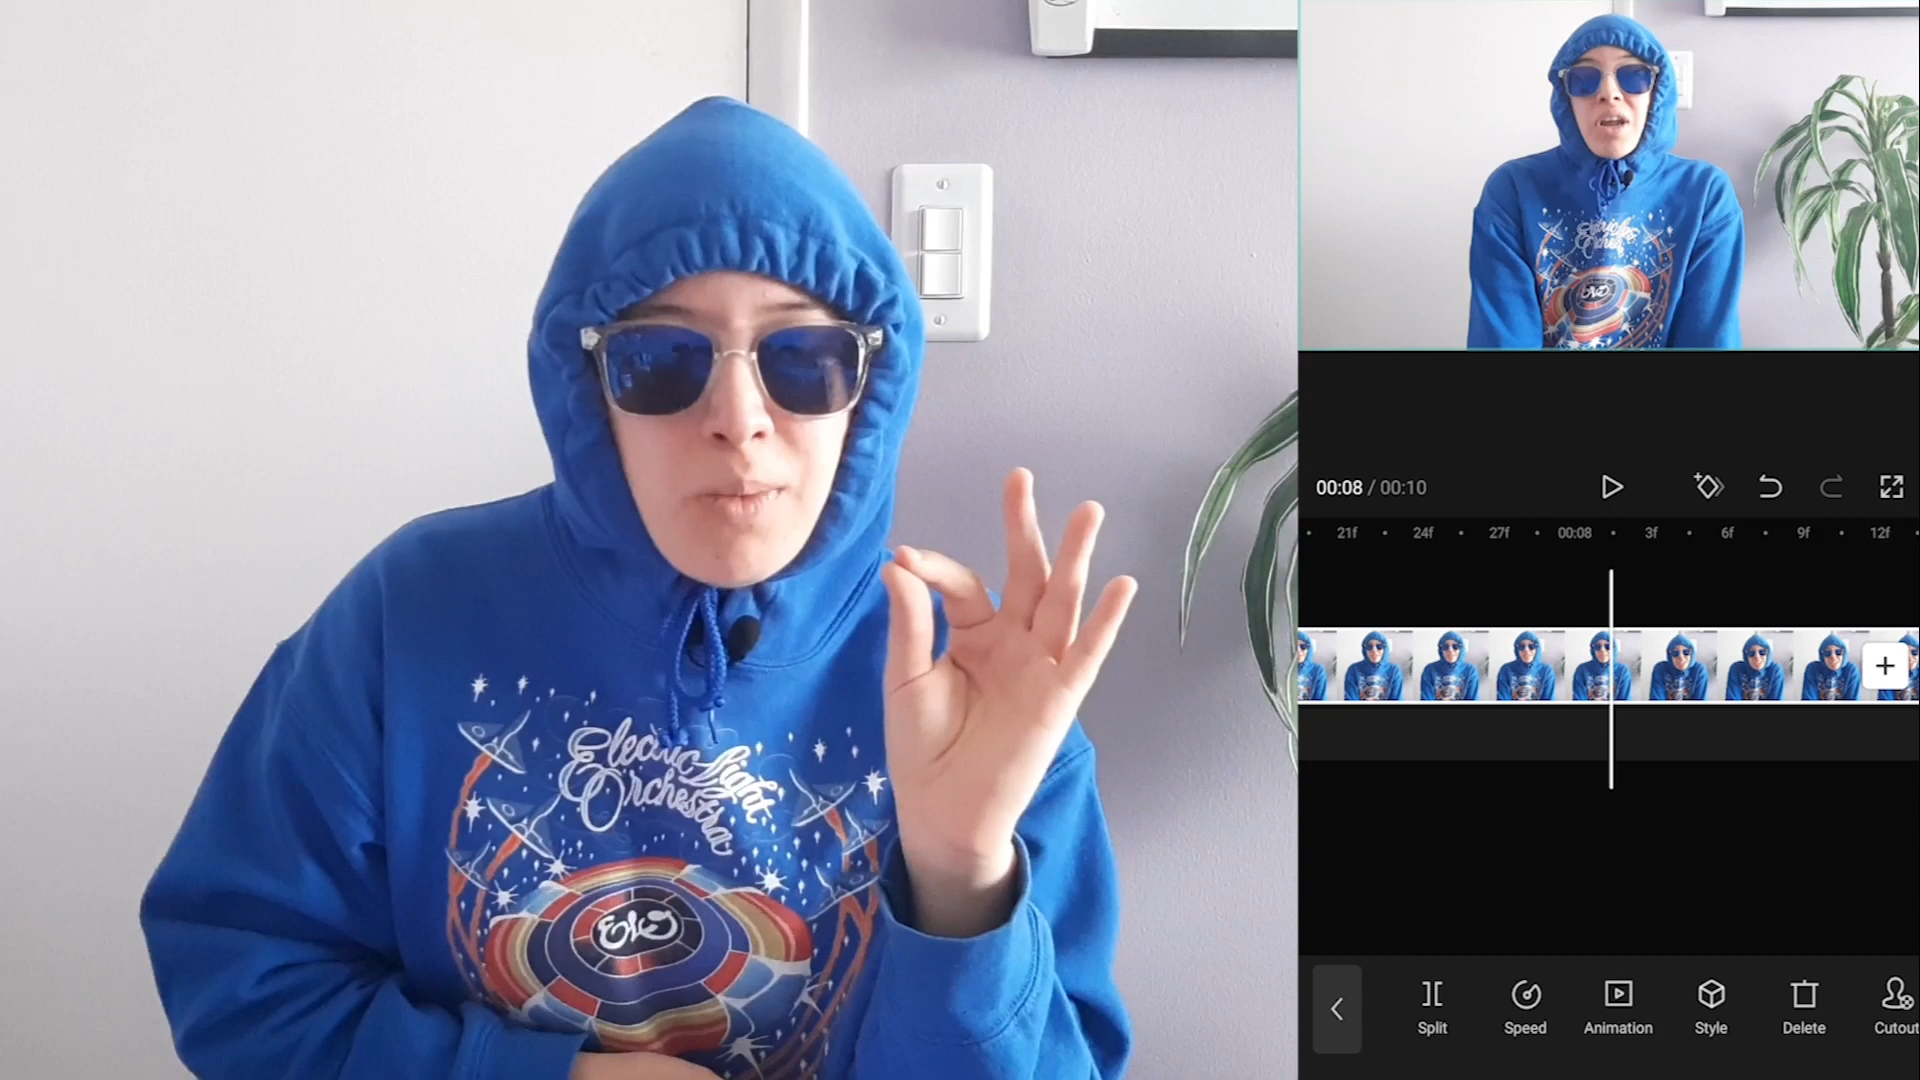 Electric Light
Orchestra
ELO
00:08 / 00:10
21f
24f
27f
00:08
3f
6f
9f
12f
Split
Speed
Animation
Style
Delete
Cutout